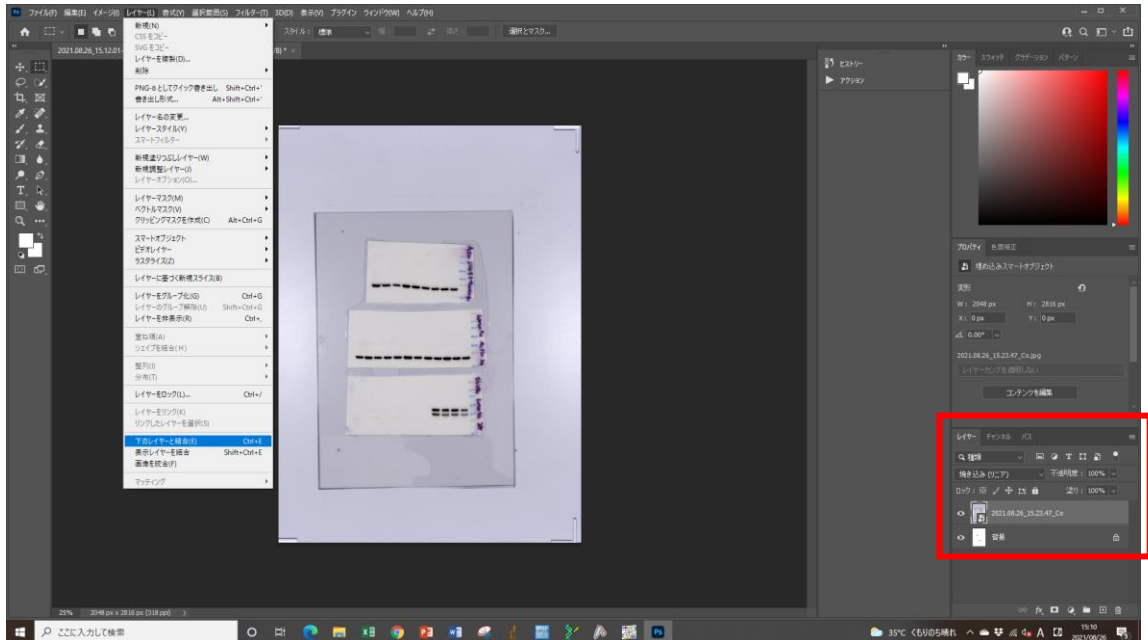 ファイル(F) 編集(E) イメージ(I) レイヤー(L) 書式(Y) 選択範囲(S) フィルター(T) 3D(D) 表示(V) プラグイン ウィンドウ(W) ヘルプ(H)
スタイル: 標準
選択とマスク...
2021.08.26_15.12.01-
新規(N)
CSS をコピー
SVG をコピー
レイヤーを複製(D)...
削除
PNG-8 としてクイック書き出し Shift+Ctrl+'
書き出し形式... Alt+Shift+Ctrl+'
レイヤー名の変更...
レイヤースタイル(Y)
スマートフィルター
新規塗りつぶしレイヤー(W)
新規調整レイヤー(J)
レイヤーオプション(O)...
レイヤーマスク(M)
ベクトルマスク(V)
クリッピングマスクを作成(C) Alt+Ctrl+G
スマートオブジェクト
ビデオレイヤー
ラスタライズ(Z)
レイヤーに基づく新規スライス(B)
レイヤーをグループ化(G) Ctrl+G
レイヤーのグループ解除(U) Shift+Ctrl+G
レイヤーを非表示(R) Ctrl+,
重ね順(A)
シェイプを結合(H)
整列(I)
分布(T)
レイヤーをロック(L)... Ctrl+/
レイヤーをリンク(K)
リンクしたレイヤーを選択(S)
下のレイヤーと結合(E) Ctrl+E
表示レイヤーを結合 Shift+Ctrl+E
画像を統合(F)
マッティング
ヒストリー
アクション
カラー スウォッチ グラデーション パターン
プロパティ 色調補正
埋め込みスマートオブジェクト
変形
W: 2048 px H: 2816 px
X: 0 px Y: 0 px
0.00°
2021.08.26_15.23.47_Co.jpg
レイヤーカンプを適用しない
コンテンツを編集
レイヤー チャンネル パス
種類
焼き込み (リニア) 不透明度: 100%
ロック: 塗り: 100%
2021.08.26_15.23.47_Co
背景
23% 2048 px x 2816 px (318 ppi)
ここに入力して検索
35°C くもりのち晴れ
A
15:10
2021/08/26